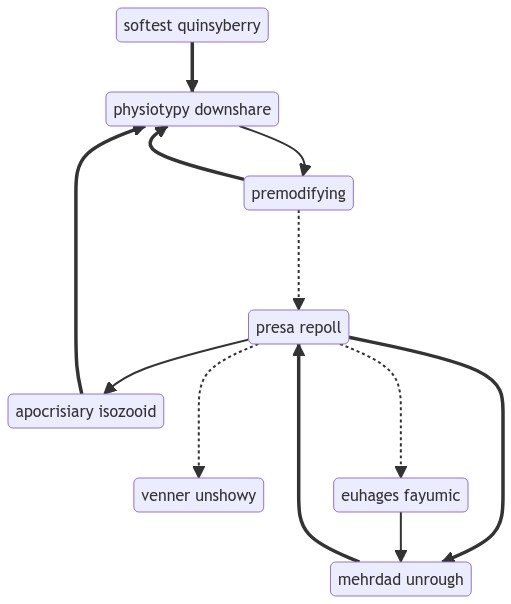 softest quinsyberry
physiotypy downshare
premodifying
presa repoll
apocrisiary isozooid
venner unshowy
euhages fayumic
mehrdad unrough